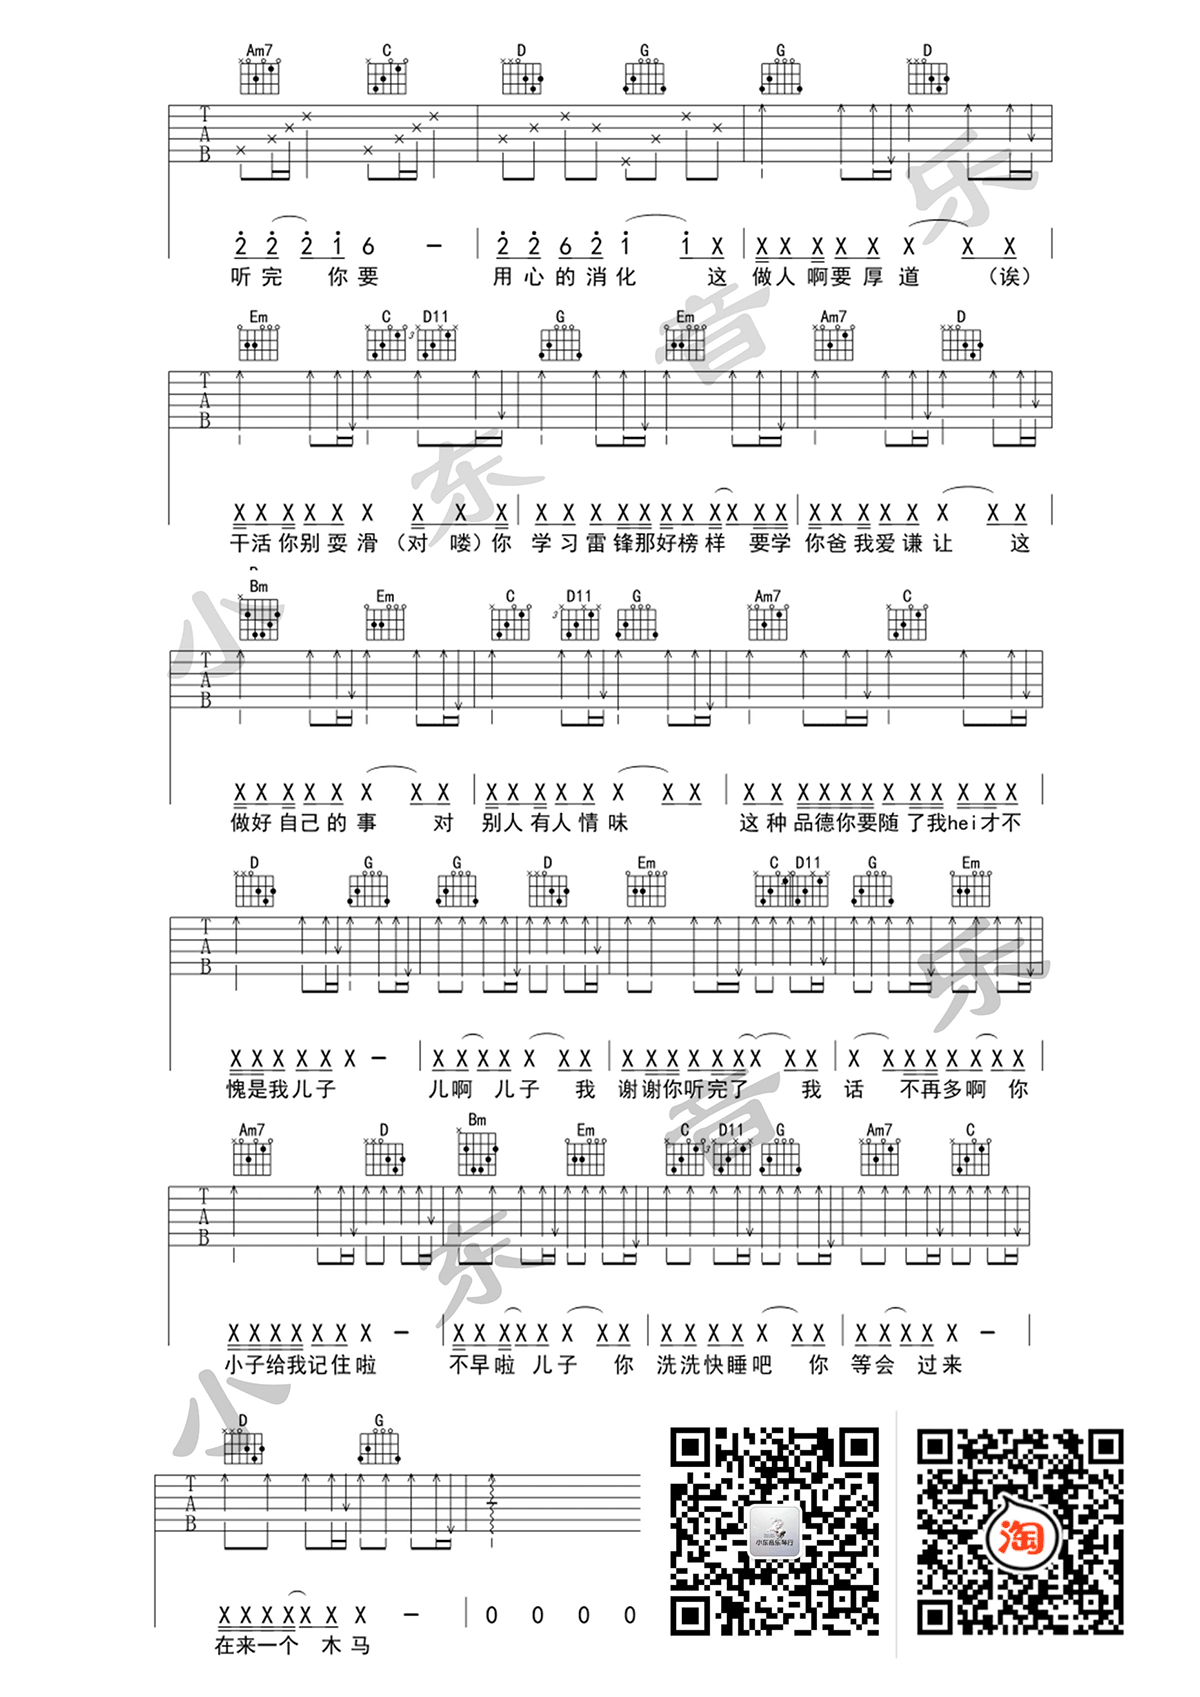 Am7 C D G G D
T A B
2 2 2 1 6 - 2 2 6 2 1 1 X X X X X X X X X
听完 你要 用心的消化 这 做人啊要厚道 (诶)
Em C D11 G Em Am7 D
3
T A B
X X X X X X X X X X X X X X X X X X X X X X X X X
干活你别耍滑(对喽)你 学习雷锋那好榜样 要学 你爸我爱谦让 这
Bm Em C D11 G Am7 C
3
T A B
X X X X X X X X X X X X X X X X X X X X X X X X X X
做好自己的事 对 别人有人情味 这种品德你要随了我hei才不
D G G D Em C D11 G Em
T A B
X X X X X X - X X X X X X X X X X X X X X X X X X X X X X X X
愧是我儿子 儿啊 儿子 我 谢谢你听完了 我 话 不再多啊 你
Am7 D Bm Em C D11 G Am7 C
3
T A B
X X X X X X X - X X X X X X X X X X X X X X X X X X X X -
小子给我记住啦 不早啦 儿子 你 洗洗快睡吧 你 等会 过来
D G
T A B
X X X X X X X - 0 0 0 0
在来一个 木马
小东音乐
小东音乐
小东音乐琴行
淘